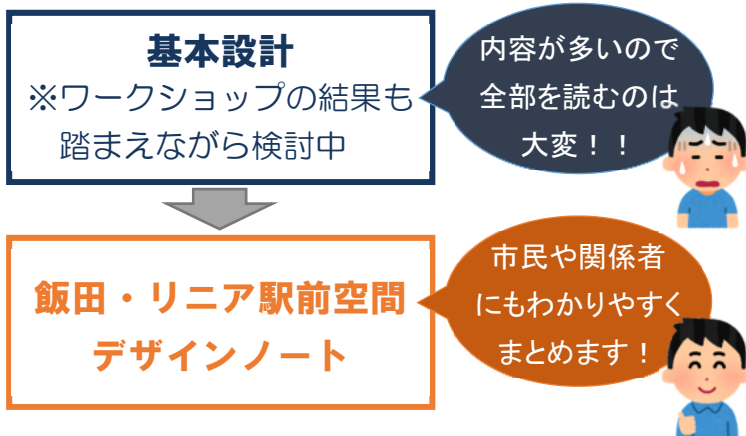 基本設計
※ワークショップの結果も
踏まえながら検討中
内容が多いので
全部を読むのは
大変！！
飯田・リニア駅前空間
デザインノート
市民や関係者
にもわかりやすく
まとめます！